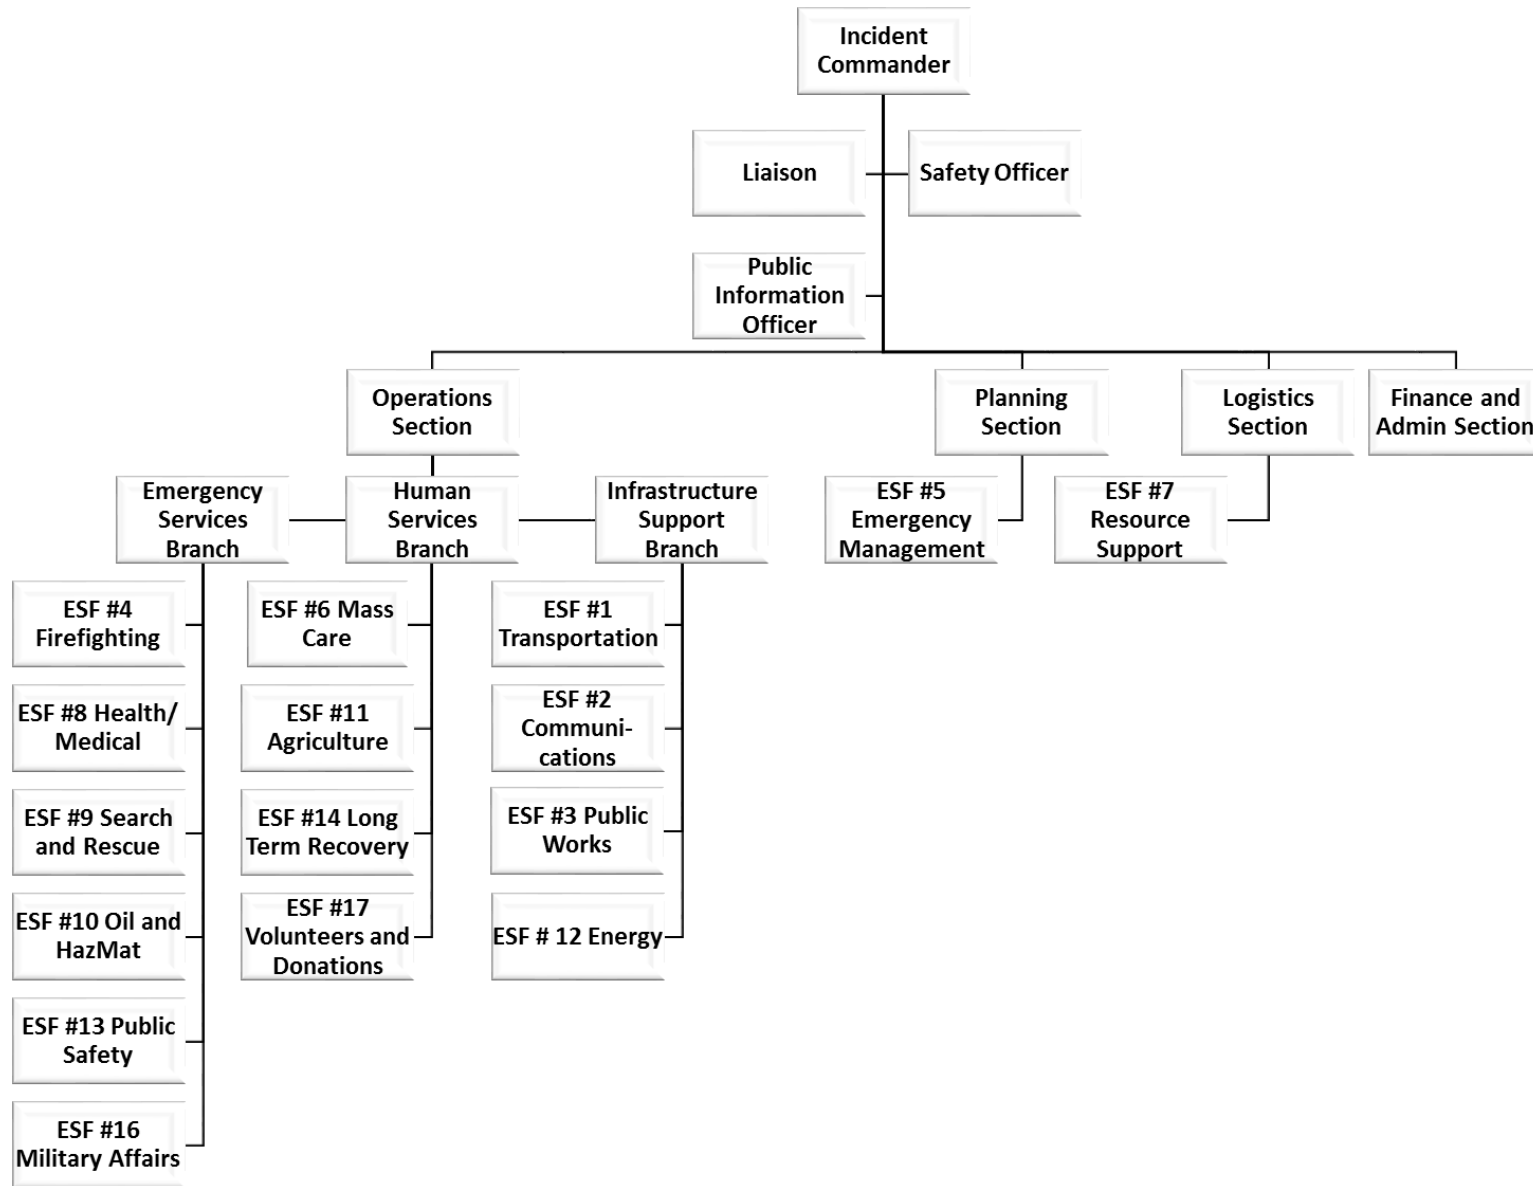 Incident
Commander
Liaison
Safety Officer
Public
Information
Officer
Operations
Section
Planning
Section
Logistics
Section
Finance and
Admin Section
Emergency
Services
Branch
Human
Services
Branch
Infrastructure
Support
Branch
ESF #5
Emergency
Management
ESF #7
Resource
Support
ESF #4
Firefighting
ESF #8 Health/
Medical
ESF #9 Search
and Rescue
ESF #10 Oil and
HazMat
ESF #13 Public
Safety
ESF #16
Military Affairs
ESF #6 Mass
Care
ESF #11
Agriculture
ESF #14 Long
Term Recovery
ESF #17
Volunteers and
Donations
ESF #1
Transportation
ESF #2
Communi-
cations
ESF #3 Public
Works
ESF # 12 Energy